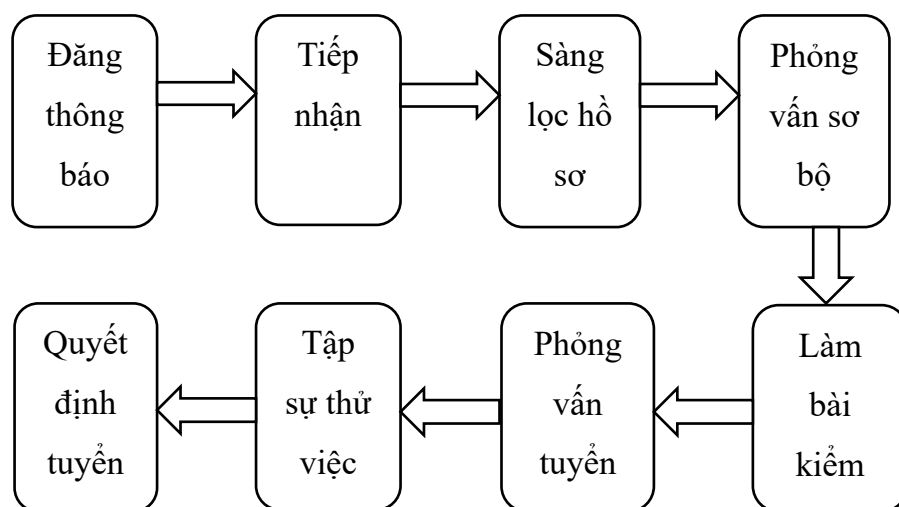 Đăng
thông
báo
Tiếp
nhận
Sàng
lọc hồ
sơ
Phỏng
vấn sơ
bộ
Làm
bài
kiểm
Phỏng
vấn
tuyển
Tập
sự thử
việc
Quyết
định
tuyển